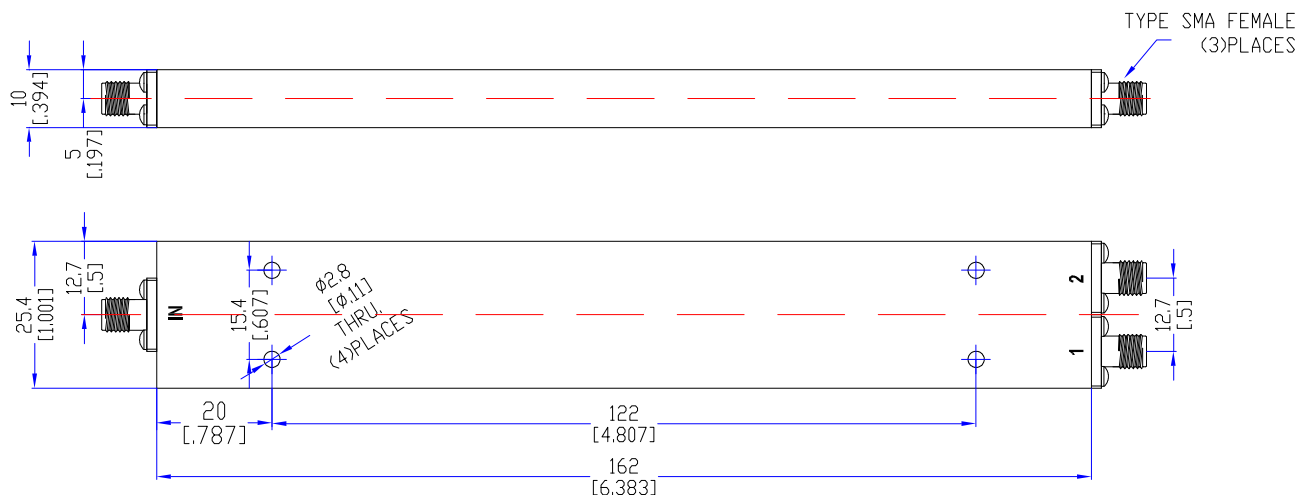 TYPE SMA FEMALE
(3)PLACES
10
[.394]
5
[.197]
25.4
[1.001]
12.7
[.5]
IN
15.4
[.607]
Ø2.8
[Ø.11]
THRU.
(4)PLACES
2
1
12.7
[.5]
20
[.787]
122
[4.807]
162
[6.383]